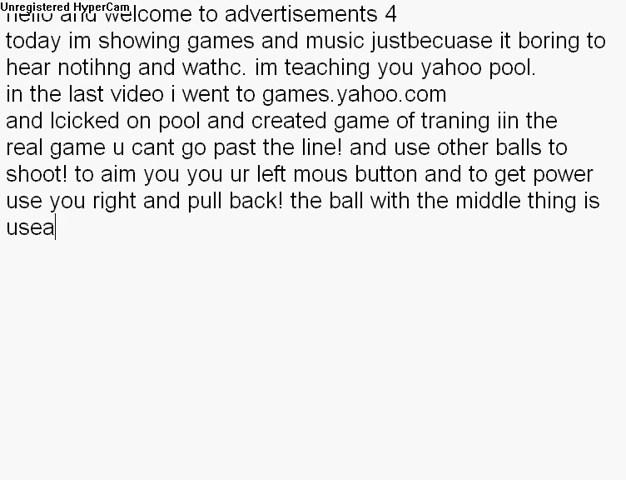 Unregistered HyperCam
hello and welcome to advertisements 4
today im showing games and music justbecuase it boring to
hear notihng and wathc. im teaching you yahoo pool.
in the last video i went to games.yahoo.com
and lcicked on pool and created game of traning iin the
real game u cant go past the line! and use other balls to
shoot! to aim you you ur left mous button and to get power
use you right and pull back! the ball with the middle thing is
usea